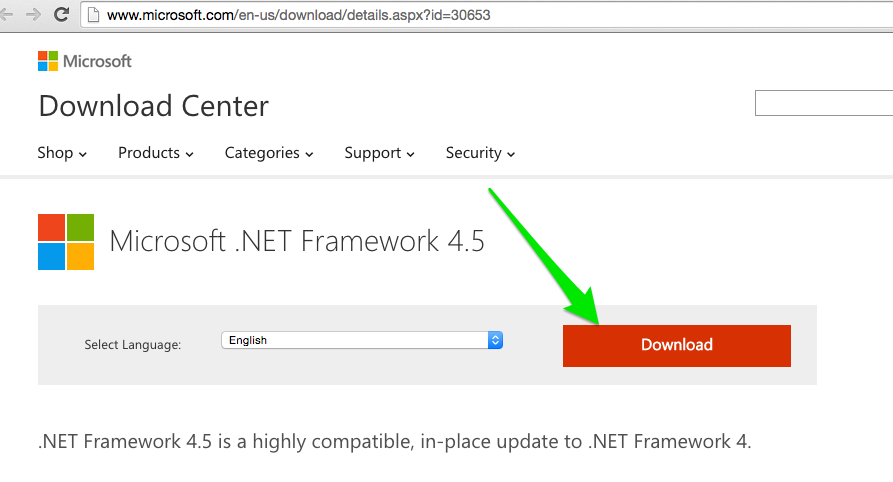 www.microsoft.com/en-us/download/details.aspx?id=30653
Microsoft
Download Center
Shop Products Categories Support Security
Microsoft .NET Framework 4.5
Select Language: English Download
.NET Framework 4.5 is a highly compatible, in-place update to .NET Framework 4.